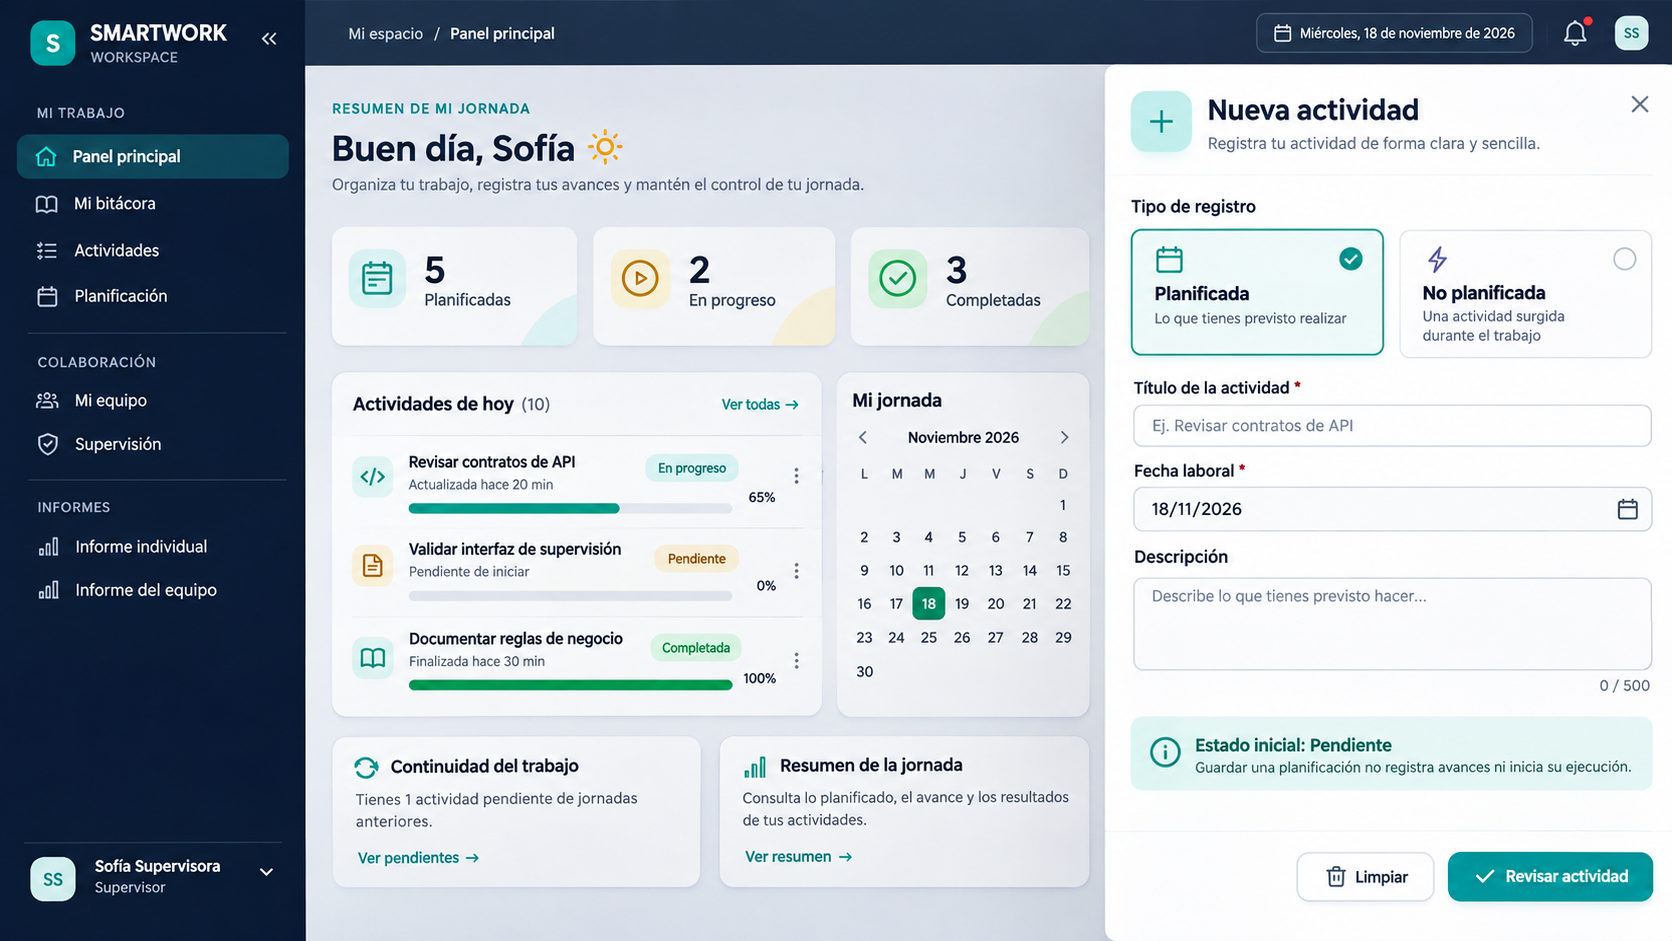 S
SMARTWORK
WORKSPACE
MI TRABAJO
Panel principal
Mi bitácora
Actividades
Planificación
COLABORACIÓN
Mi equipo
Supervisión
INFORMES
Informe individual
Informe del equipo
SS
Sofía Supervisora
Supervisor
Mi espacio / Panel principal
Miércoles, 18 de noviembre de 2026
SS
RESUMEN DE MI JORNADA
Buen día, Sofía
Organiza tu trabajo, registra tus avances y mantén el control de tu jornada.
5
Planificadas
2
En progreso
3
Completadas
Actividades de hoy (10)
Ver todas →
Revisar contratos de API
En progreso
Actualizada hace 20 min
65%
Validar interfaz de supervisión
Pendiente
Pendiente de iniciar
0%
Documentar reglas de negocio
Completada
Finalizada hace 30 min
100%
Mi jornada
Noviembre 2026
L M M J V S D
1
2 3 4 5 6 7 8
9 10 11 12 13 14 15
16 17 18 19 20 21 22
23 24 25 26 27 28 29
30
Continuidad del trabajo
Tienes 1 actividad pendiente de jornadas
anteriores.
Ver pendientes →
Resumen de la jornada
Consulta lo planificado, el avance y los resultados
de tus actividades.
Ver resumen →
Nueva actividad
Registra tu actividad de forma clara y sencilla.
Tipo de registro
Planificada
Lo que tienes previsto realizar
No planificada
Una actividad surgida
durante el trabajo
Título de la actividad *
Ej. Revisar contratos de API
Fecha laboral *
18/11/2026
Descripción
Describe lo que tienes previsto hacer...
0 / 500
Estado inicial: Pendiente
Guardar una planificación no registra avances ni inicia su ejecución.
Limpiar
Revisar actividad